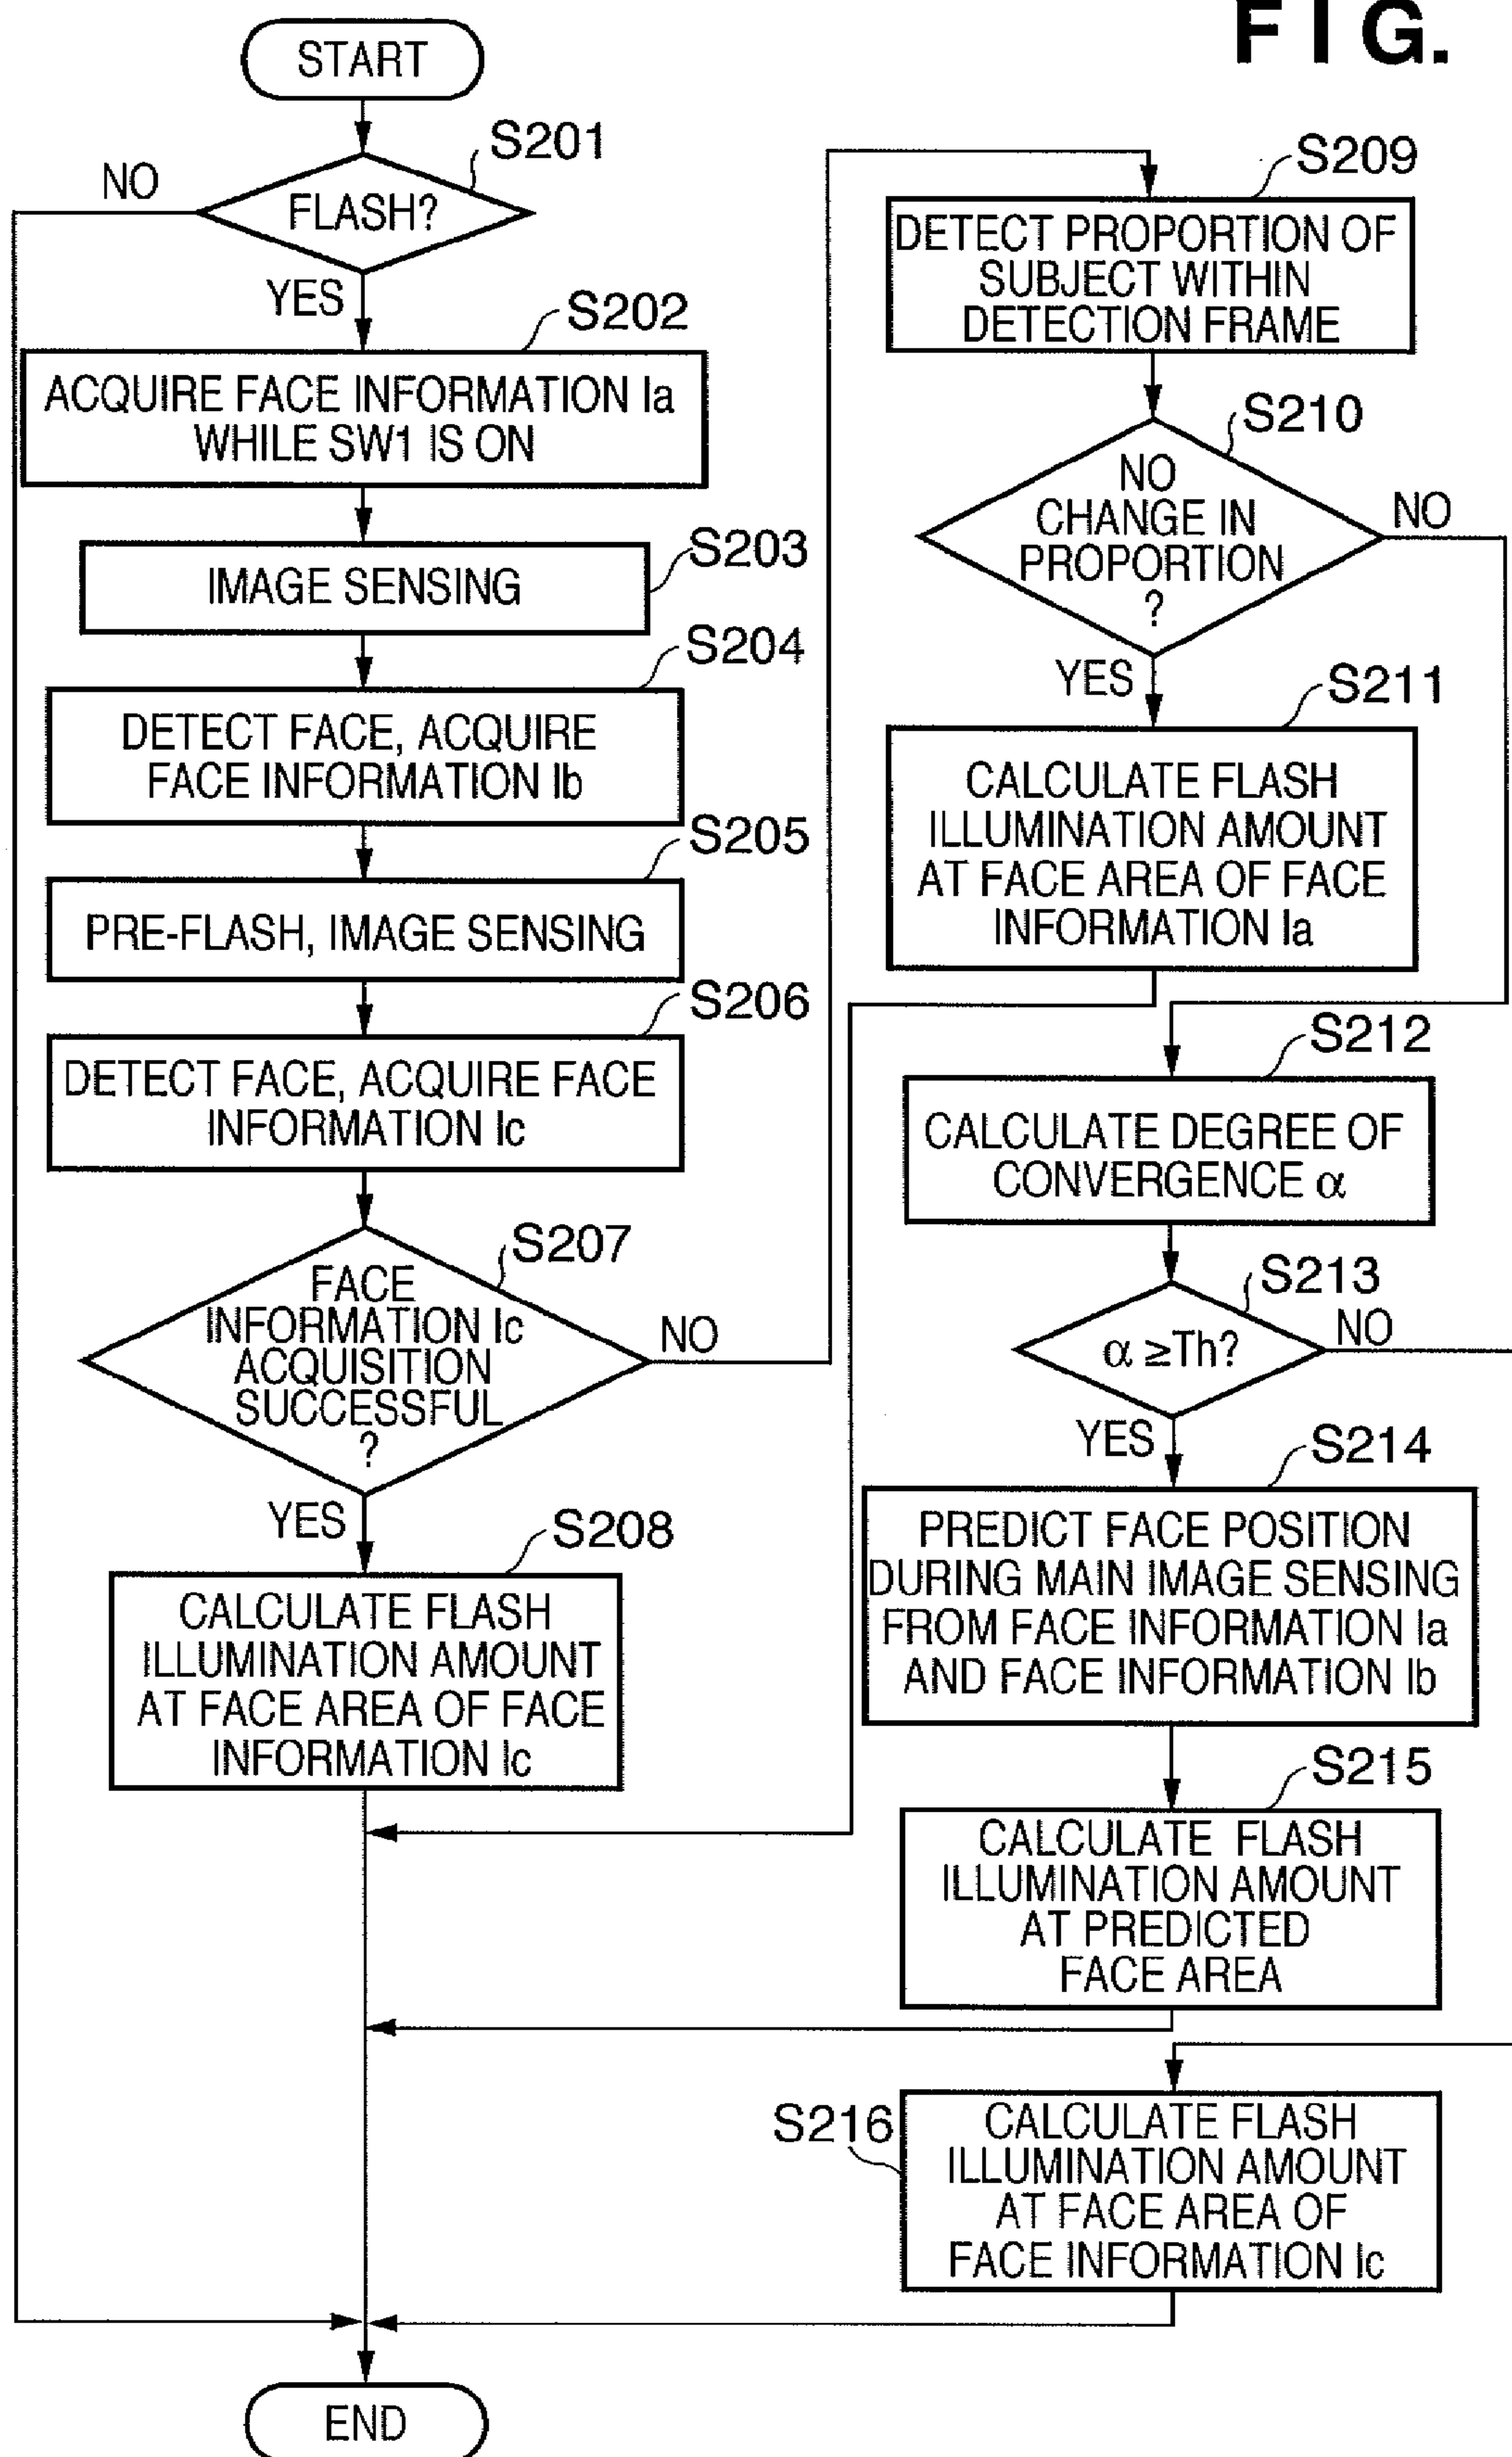 FIG.
START
S201
NO
FLASH?
YES
S202
ACQUIRE FACE INFORMATION Ia
WHILE SW1 IS ON
S203
IMAGE SENSING
S204
DETECT FACE, ACQUIRE
FACE INFORMATION Ib
S205
PRE-FLASH, IMAGE SENSING
S206
DETECT FACE, ACQUIRE FACE
INFORMATION Ic
S207
FACE
INFORMATION Ic
ACQUISITION
SUCCESSFUL
?
NO
YES
S208
CALCULATE FLASH
ILLUMINATION AMOUNT
AT FACE AREA OF FACE
INFORMATION Ic
END
S209
DETECT PROPORTION OF
SUBJECT WITHIN
DETECTION FRAME
S210
NO
CHANGE IN
PROPORTION
?
NO
YES
S211
CALCULATE FLASH
ILLUMINATION AMOUNT
AT FACE AREA OF FACE
INFORMATION Ia
S212
CALCULATE DEGREE OF
CONVERGENCE α
S213
α ≥Th?
NO
YES
S214
PREDICT FACE POSITION
DURING MAIN IMAGE SENSING
FROM FACE INFORMATION Ia
AND FACE INFORMATION Ib
S215
CALCULATE FLASH
ILLUMINATION AMOUNT
AT PREDICTED
FACE AREA
S216
CALCULATE FLASH
ILLUMINATION AMOUNT
AT FACE AREA OF
FACE INFORMATION Ic